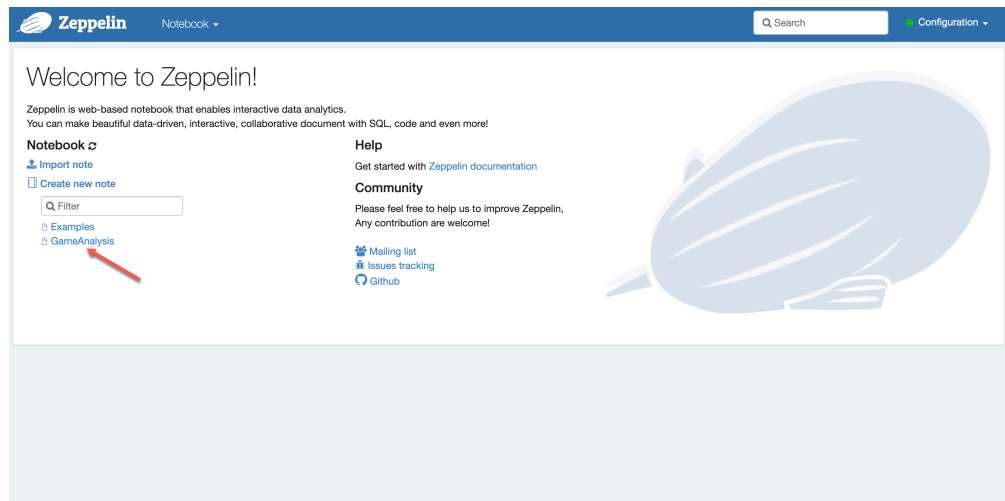 Zeppelin
Notebook
Search
Configuration
Welcome to Zeppelin!
Zeppelin is web-based notebook that enables interactive data analytics.
You can make beautiful data-driven, interactive, collaborative document with SQL, code and even more!
Notebook
Import note
Create new note
Filter
Examples
GameAnalysis
Help
Get started with Zeppelin documentation
Community
Please feel free to help us to improve Zeppelin,
Any contribution are welcome!
Mailing list
Issues tracking
Github